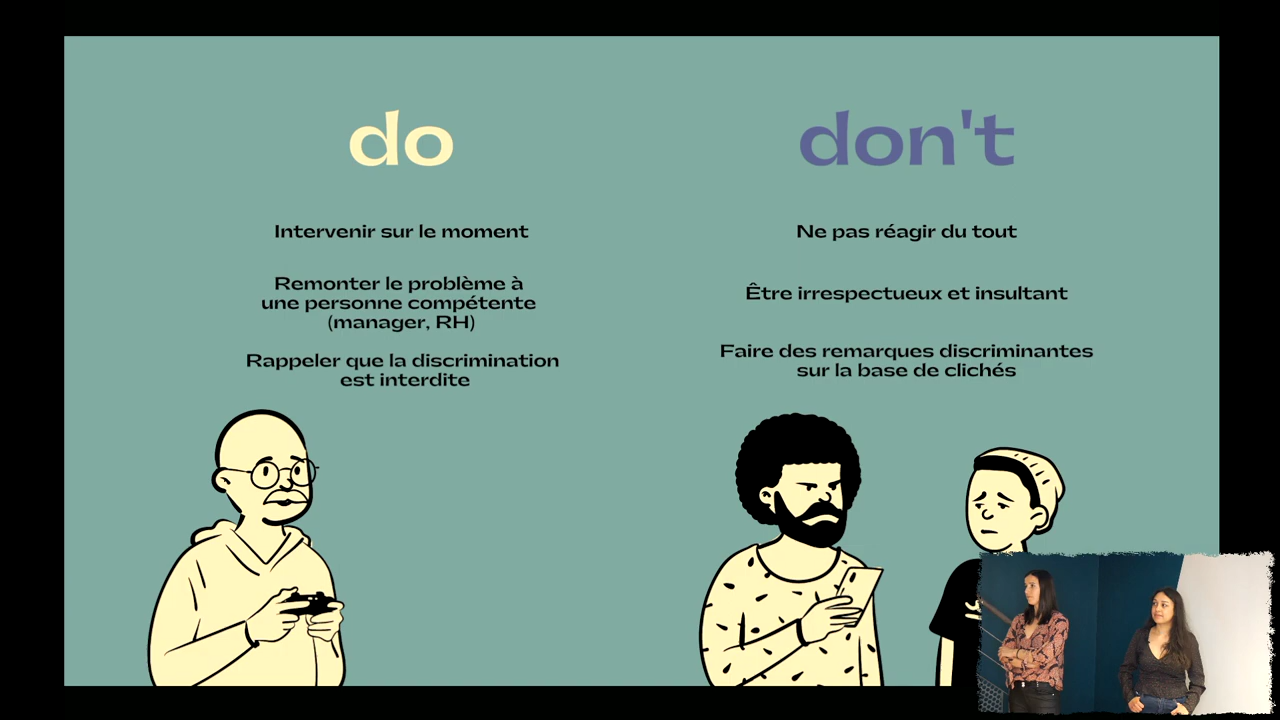 do
Intervenir sur le moment
Remonter le problème à
une personne compétente
(manager, RH)
Rappeler que la discrimination
est interdite
don't
Ne pas réagir du tout
Être irrespectueux et insultant
Faire des remarques discriminantes
sur la base de clichés